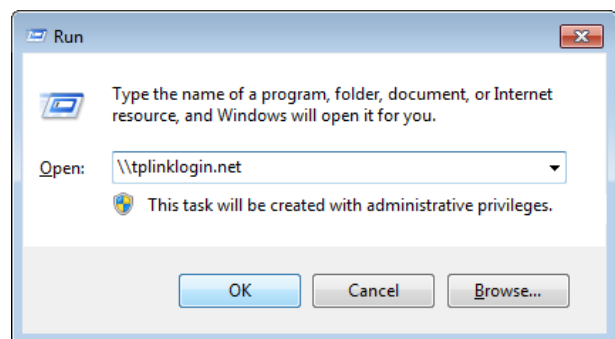 Run
Type the name of a program, folder, document, or Internet
resource, and Windows will open it for you.
Open: \\tplinklogin.net
This task will be created with administrative privileges.
OK Cancel Browse...